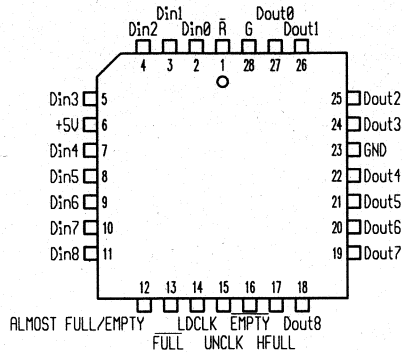 Din1 Dout0
Din2 Din0 R̅ G Dout1
4 3 2 1 28 27 26
Din3 5 25 Dout2
+5V 6 24 Dout3
Din4 7 23 GND
Din5 8 22 Dout4
Din6 9 21 Dout5
Din7 10 20 Dout6
Din8 11 19 Dout7
12 13 14 15 16 17 18
ALMOST FULL/EMPTY LDCLK E̅M̅P̅T̅Y̅ Dout8
F̅U̅L̅L̅ UNCLK HFULL